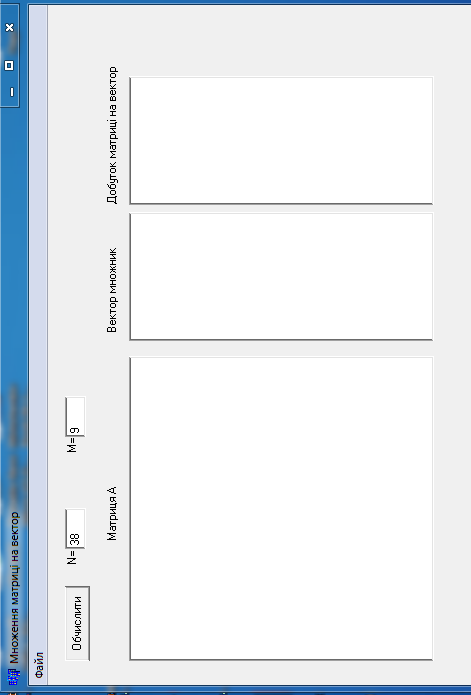 Множення матриці на вектор
Файл
Обчислити N= 38 M= 9
Матриця А Вектор множник Добуток матриці на вектор